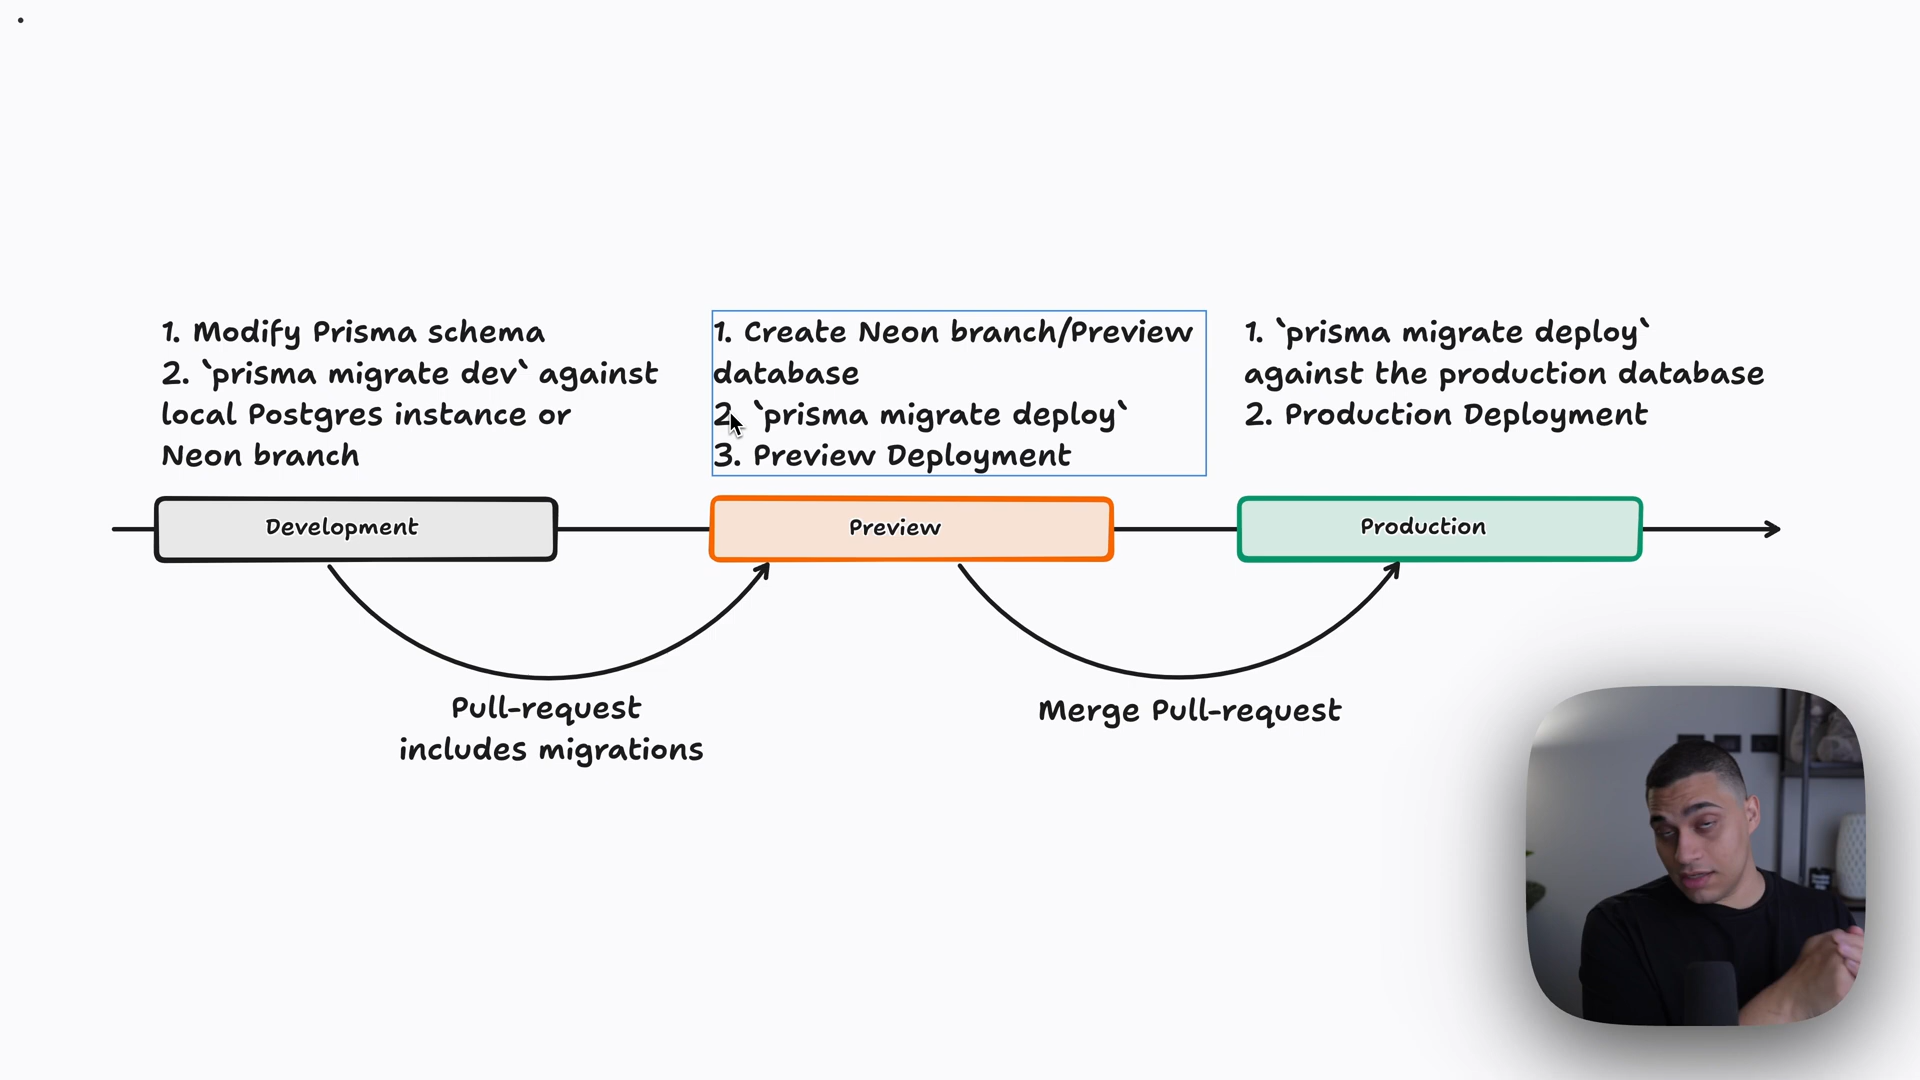 1. Modify Prisma schema
2. `prisma migrate dev` against
local Postgres instance or
Neon branch
1. Create Neon branch/Preview
database
2. `prisma migrate deploy`
3. Preview Deployment
1. `prisma migrate deploy`
against the production database
2. Production Deployment
Development
Preview
Production
Pull-request
includes migrations
Merge Pull-request